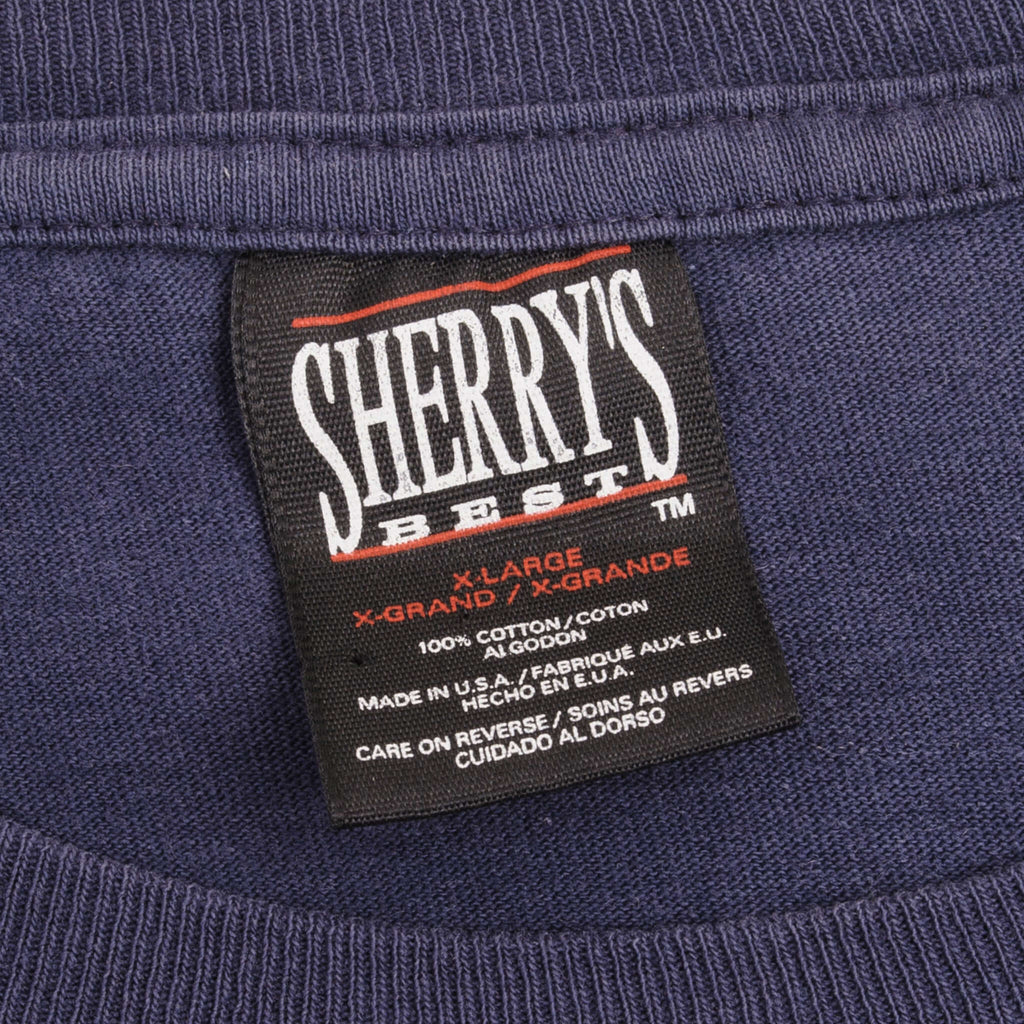 SHERRY'S
BEST
TM
X-LARGE
X-GRAND / X-GRANDE
100% COTTON/COTON
ALGODON
MADE IN U.S.A./FABRIQUÉ AUX E.U.
HECHO EN E.U.A.
CARE ON REVERSE / SOINS AU REVERS
CUIDADO AL DORSO